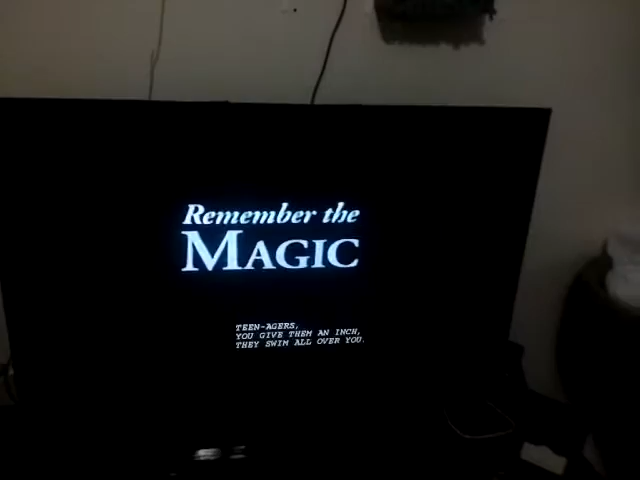 Remember the
MAGIC
TEEN-AGERS,
YOU GIVE THEM AN INCH,
THEY SWIM ALL OVER YOU.